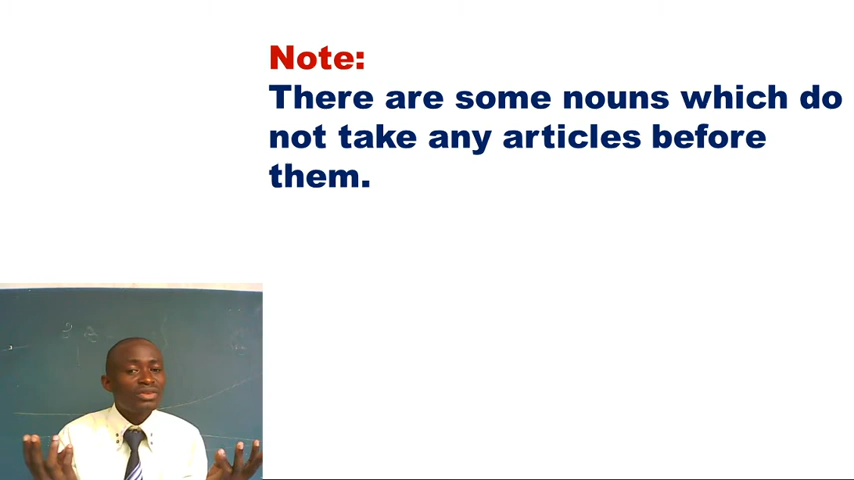 Note:
There are some nouns which do
not take any articles before
them.